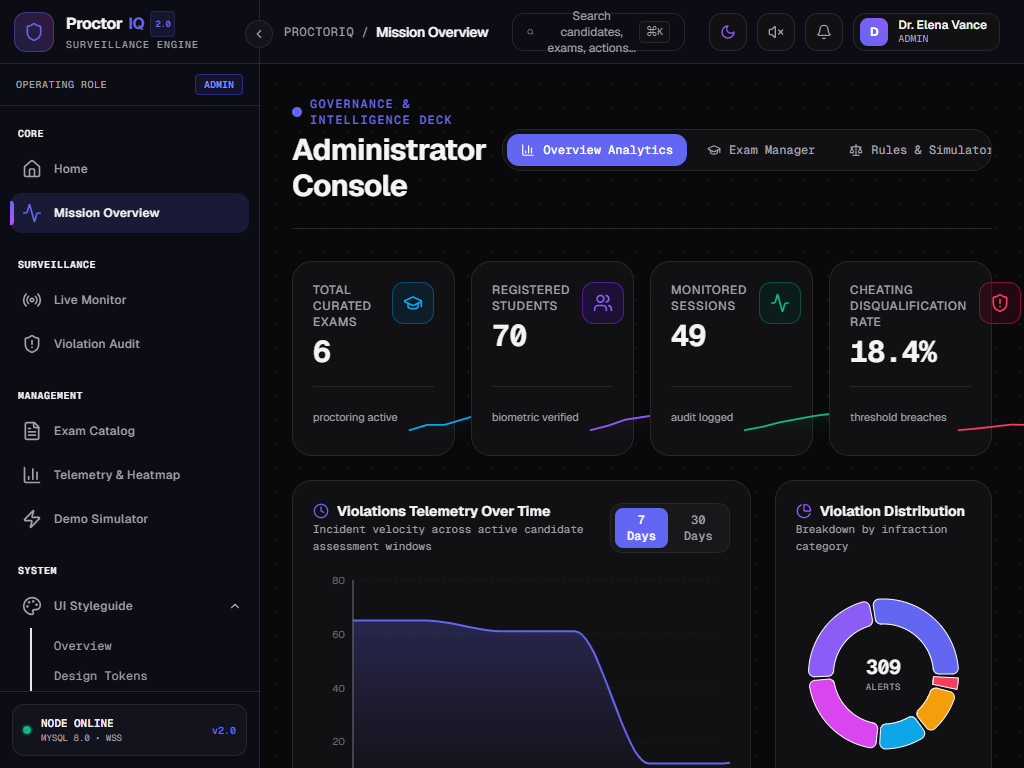 Proctor IQ 2.0
SURVEILLANCE ENGINE
OPERATING ROLE ADMIN
CORE
Home
Mission Overview
SURVEILLANCE
Live Monitor
Violation Audit
MANAGEMENT
Exam Catalog
Telemetry & Heatmap
Demo Simulator
SYSTEM
UI Styleguide
Overview
Design Tokens
NODE ONLINE
MYSQL 8.0 • WSS
v2.0
PROCTORIQ / Mission Overview
Search
candidates,
exams, actions…
⌘K
D
Dr. Elena Vance
ADMIN
GOVERNANCE &
INTELLIGENCE DECK
Administrator
Console
Overview Analytics
Exam Manager
Rules & Simulator
TOTAL
CURATED
EXAMS
6
proctoring active
REGISTERED
STUDENTS
70
biometric verified
MONITORED
SESSIONS
49
audit logged
CHEATING
DISQUALIFICATION
RATE
18.4%
threshold breaches
Violations Telemetry Over Time
Incident velocity across active candidate
assessment windows
7
Days
30
Days
80
60
40
20
Violation Distribution
Breakdown by infraction
category
309
ALERTS